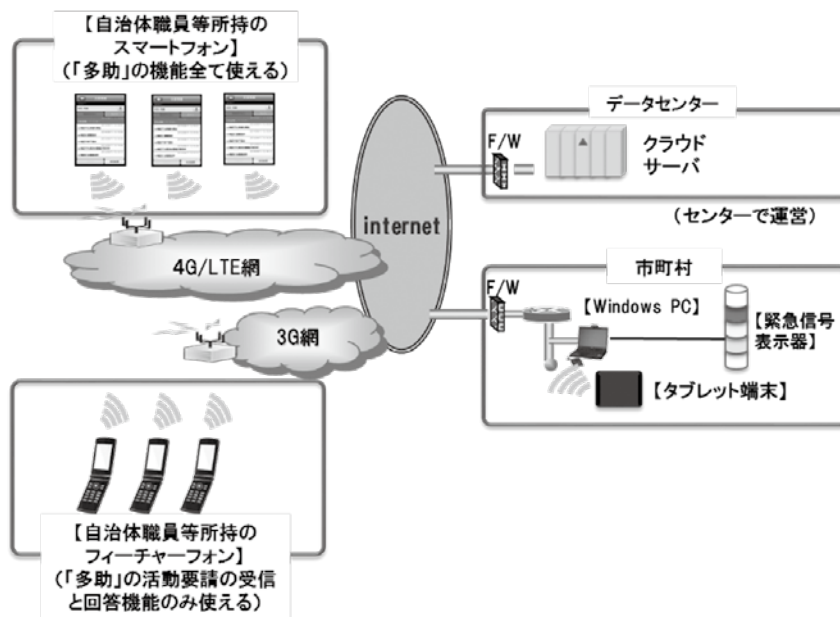 【自治体職員等所持の
スマートフォン】
(「多助」の機能全て使える)
4G/LTE網
3G網
internet
【自治体職員等所持の
フィーチャーフォン】
(「多助」の活動要請の受信
と回答機能のみ使える)
データセンター
F/W
クラウド
サーバ
(センターで運営)
市町村
F/W
【Windows PC】
【緊急信号
表示器】
【タブレット端末】